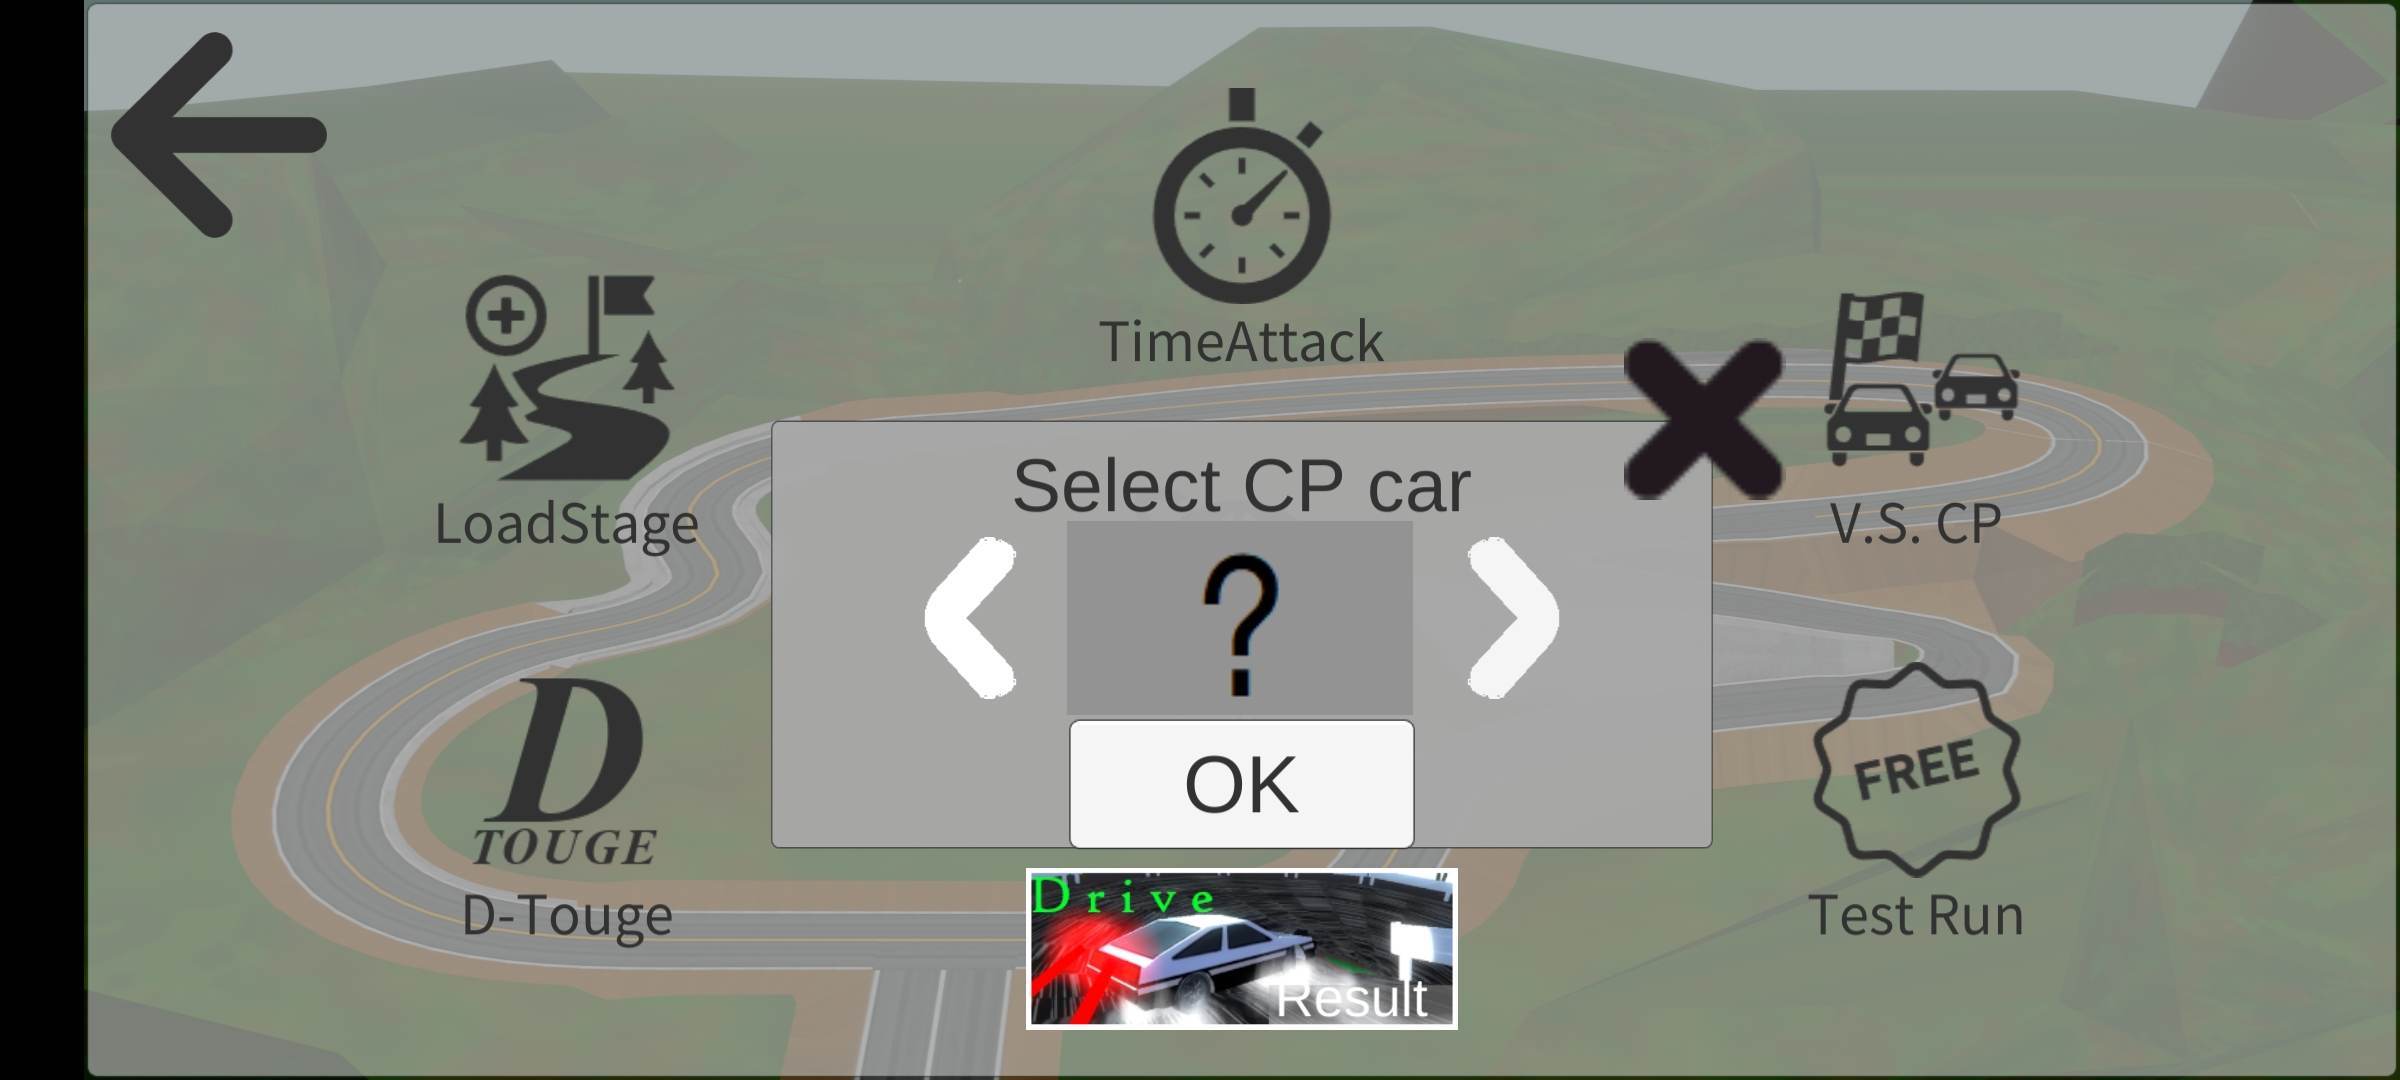 TimeAttack
LoadStage
V.S. CP
Select CP car
?
OK
D
TOUGE
D-Touge
FREE
Test Run
Drive
Result